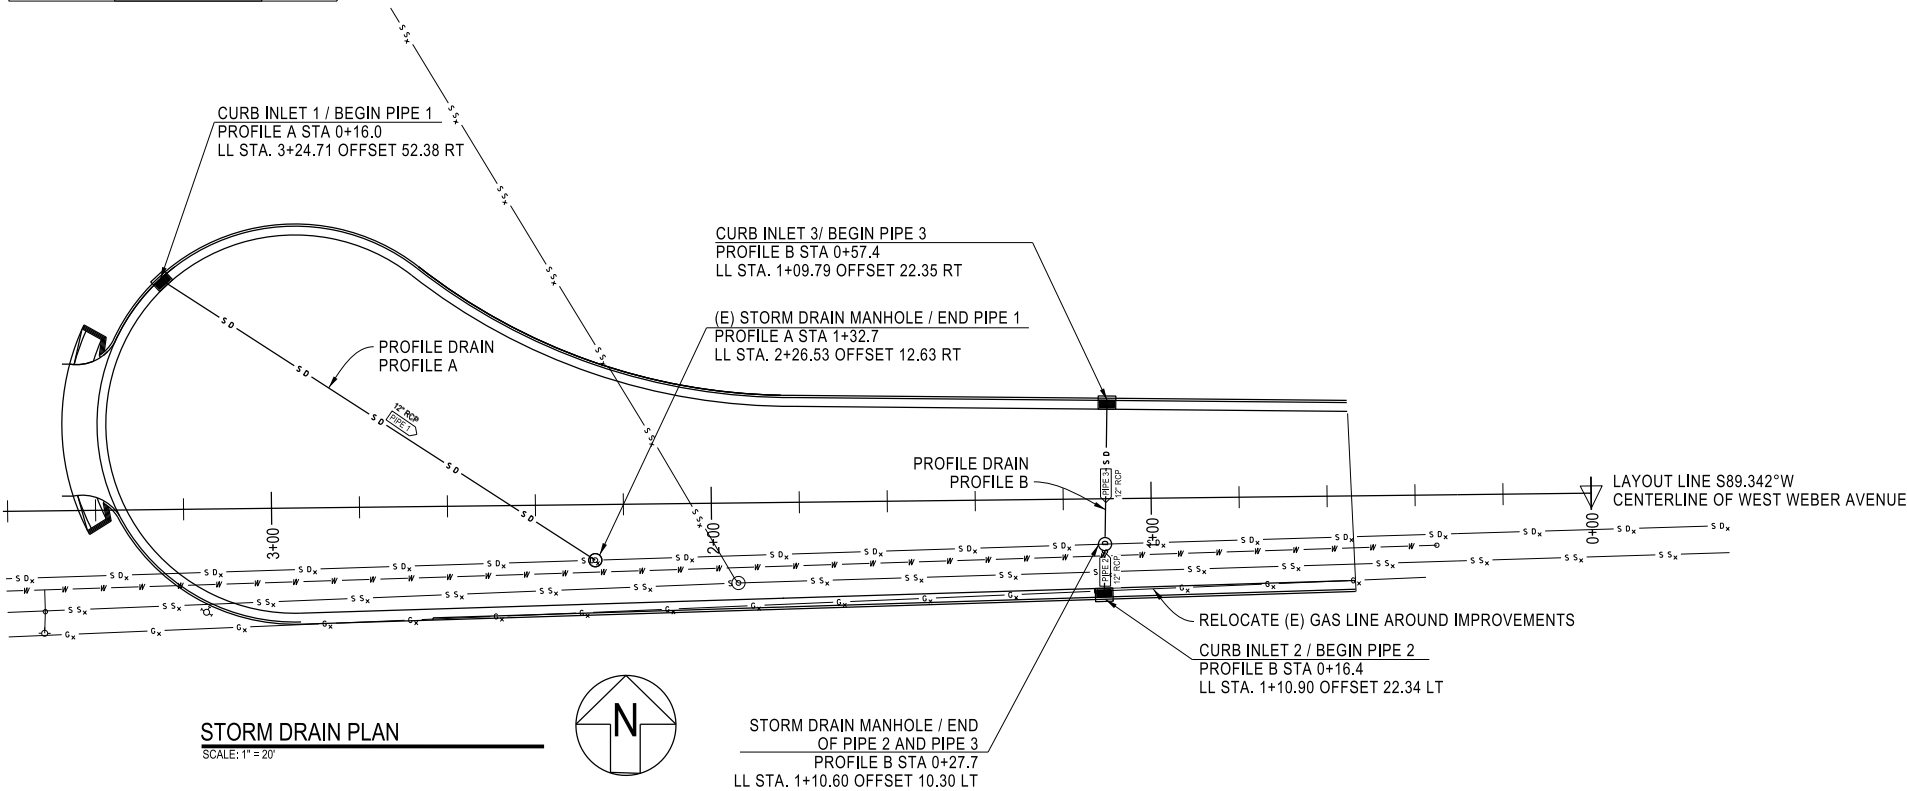 CURB INLET 1 / BEGIN PIPE 1
PROFILE A STA 0+16.0
LL STA. 3+24.71 OFFSET 52.38 RT
CURB INLET 3/ BEGIN PIPE 3
PROFILE B STA 0+57.4
LL STA. 1+09.79 OFFSET 22.35 RT
(E) STORM DRAIN MANHOLE / END PIPE 1
PROFILE A STA 1+32.7
LL STA. 2+26.53 OFFSET 12.63 RT
PROFILE DRAIN
PROFILE A
12" RCP
PIPE 1
PROFILE DRAIN
PROFILE B
PIPE 3
12" RCP
LAYOUT LINE S89.342°W
CENTERLINE OF WEST WEBER AVENUE
3+00
2+00
1+00
0+00
PIPE 2
12" RCP
RELOCATE (E) GAS LINE AROUND IMPROVEMENTS
CURB INLET 2 / BEGIN PIPE 2
PROFILE B STA 0+16.4
LL STA. 1+10.90 OFFSET 22.34 LT
STORM DRAIN MANHOLE / END
OF PIPE 2 AND PIPE 3
PROFILE B STA 0+27.7
LL STA. 1+10.60 OFFSET 10.30 LT
N
STORM DRAIN PLAN
SCALE: 1" = 20'